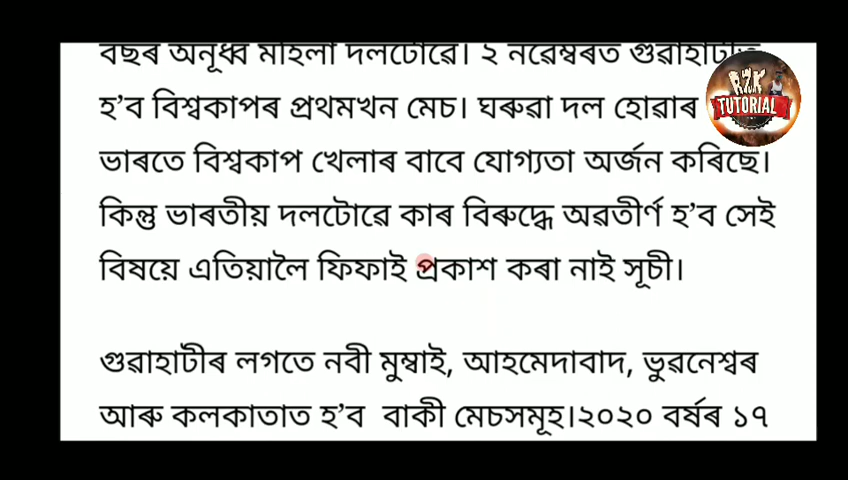 বছৰ অনূৰ্ধ্ব মহিলা দলটোৱে। ২ নৱেম্বৰত গুৱাহাটীত
হ’ব বিশ্বকাপৰ প্ৰথমখন মেচ। ঘৰুৱা দল হোৱাৰ
RZK
TUTORIAL
ভাৰতে বিশ্বকাপ খেলাৰ বাবে যোগ্যতা অৰ্জন কৰিছে।
কিন্তু ভাৰতীয় দলটোৱে কাৰ বিৰুদ্ধে অৱতীৰ্ণ হ’ব সেই
বিষয়ে এতিয়ালৈ ফিফাই প্ৰকাশ কৰা নাই সূচী।
গুৱাহাটীৰ লগতে নবী মুম্বাই, আহমেদাবাদ, ভুৱনেশ্বৰ
আৰু কলকাতাত হ’ব বাকী মেচসমূহ।২০২০ বৰ্ষৰ ১৭